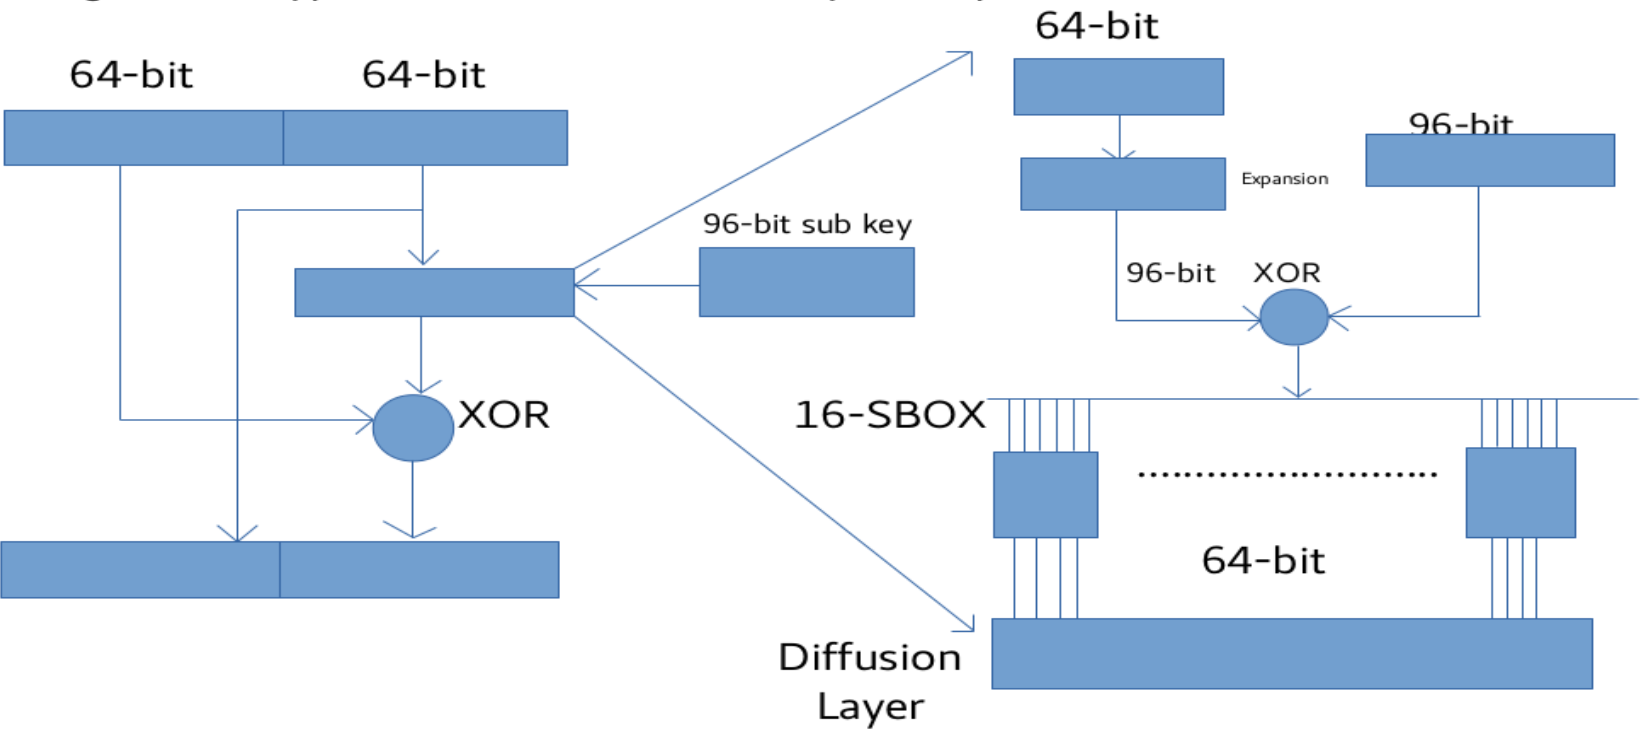 64-bit
64-bit
64-bit
96-bit
Expansion
96-bit sub key
96-bit
XOR
XOR
16-SBOX
64-bit
Diffusion
Layer